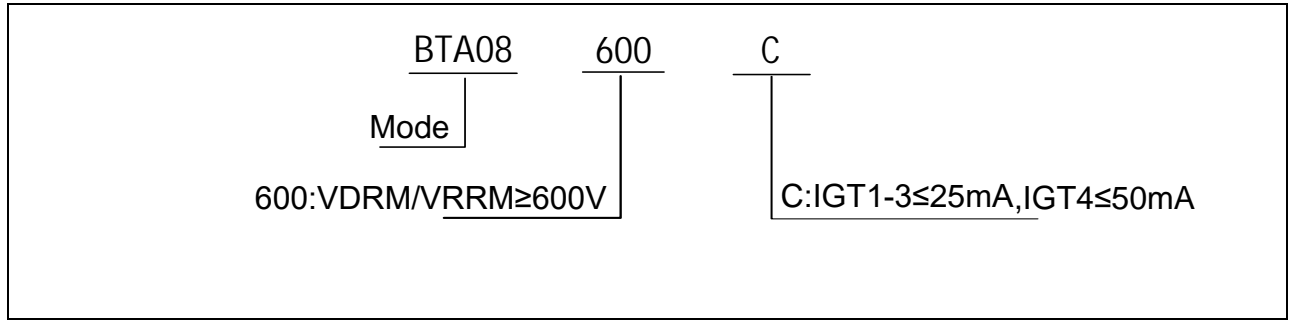 BTA08 600 C
Mode
600:VDRM/VRRM≥600V C:IGT1-3≤25mA,IGT4≤50mA